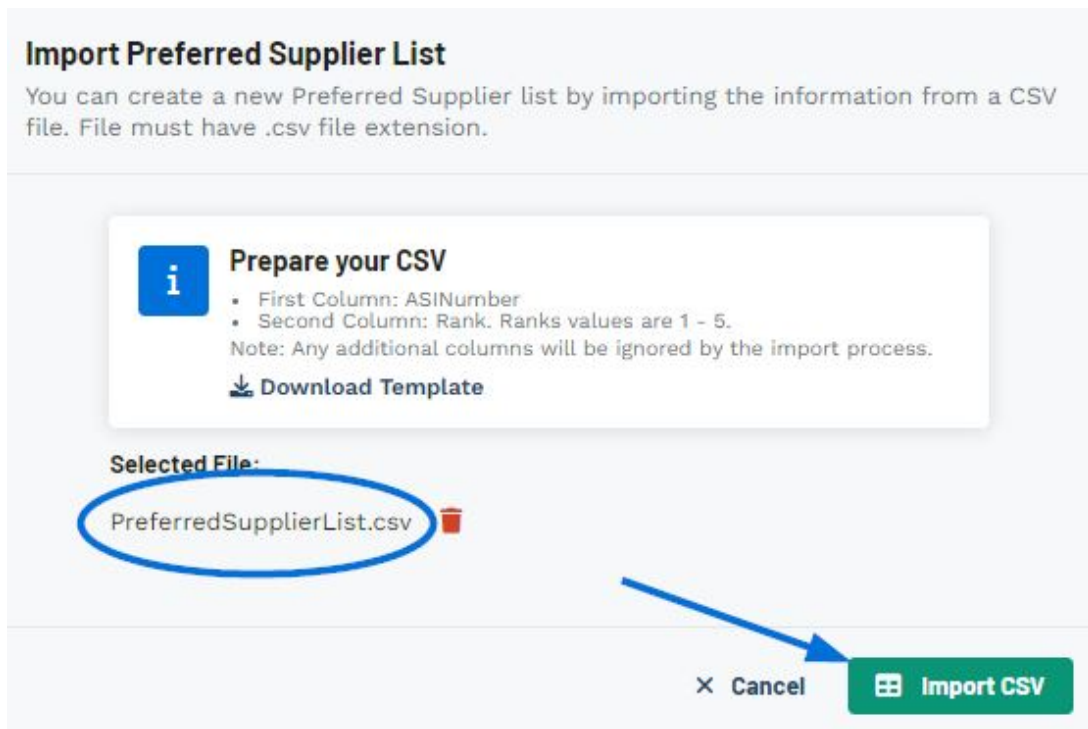 Import Preferred Supplier List
You can create a new Preferred Supplier list by importing the information from a CSV
file. File must have .csv file extension.
i
Prepare your CSV
• First Column: ASINumber
• Second Column: Rank. Ranks values are 1 - 5.
Note: Any additional columns will be ignored by the import process.
Download Template
Selected File:
PreferredSupplierList.csv
× Cancel
Import CSV